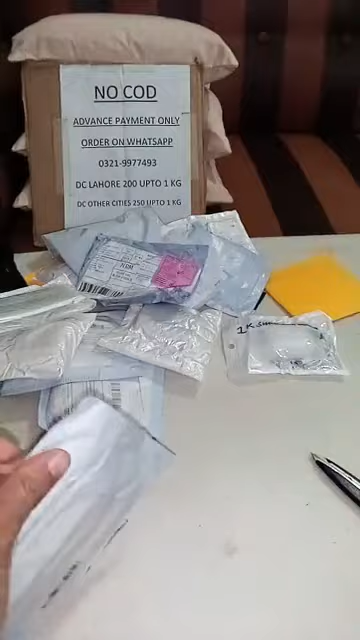 NO COD
ADVANCE PAYMENT ONLY
ORDER ON WHATSAPP
0321-9977493
DC LAHORE 200 UPTO 1 KG
DC OTHER CITIES 250 UPTO 1 KG